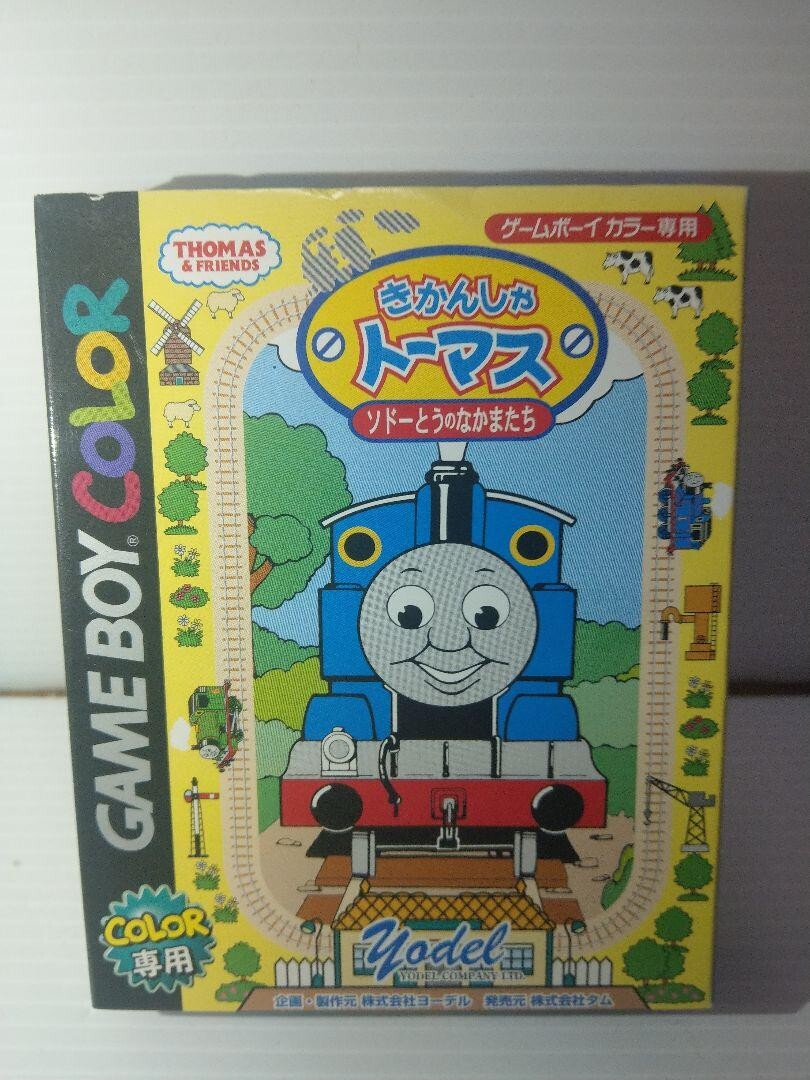 THOMAS
& FRIENDS
ゲームボーイ カラー専用
きかんしゃ
トーマス
ソドーとうのなかまたち
GAME BOY® COLOR
COLOR
専用
yodel
YODEL COMPANY LTD.
企画・製作元 株式会社ヨーデル 発売元 株式会社タム